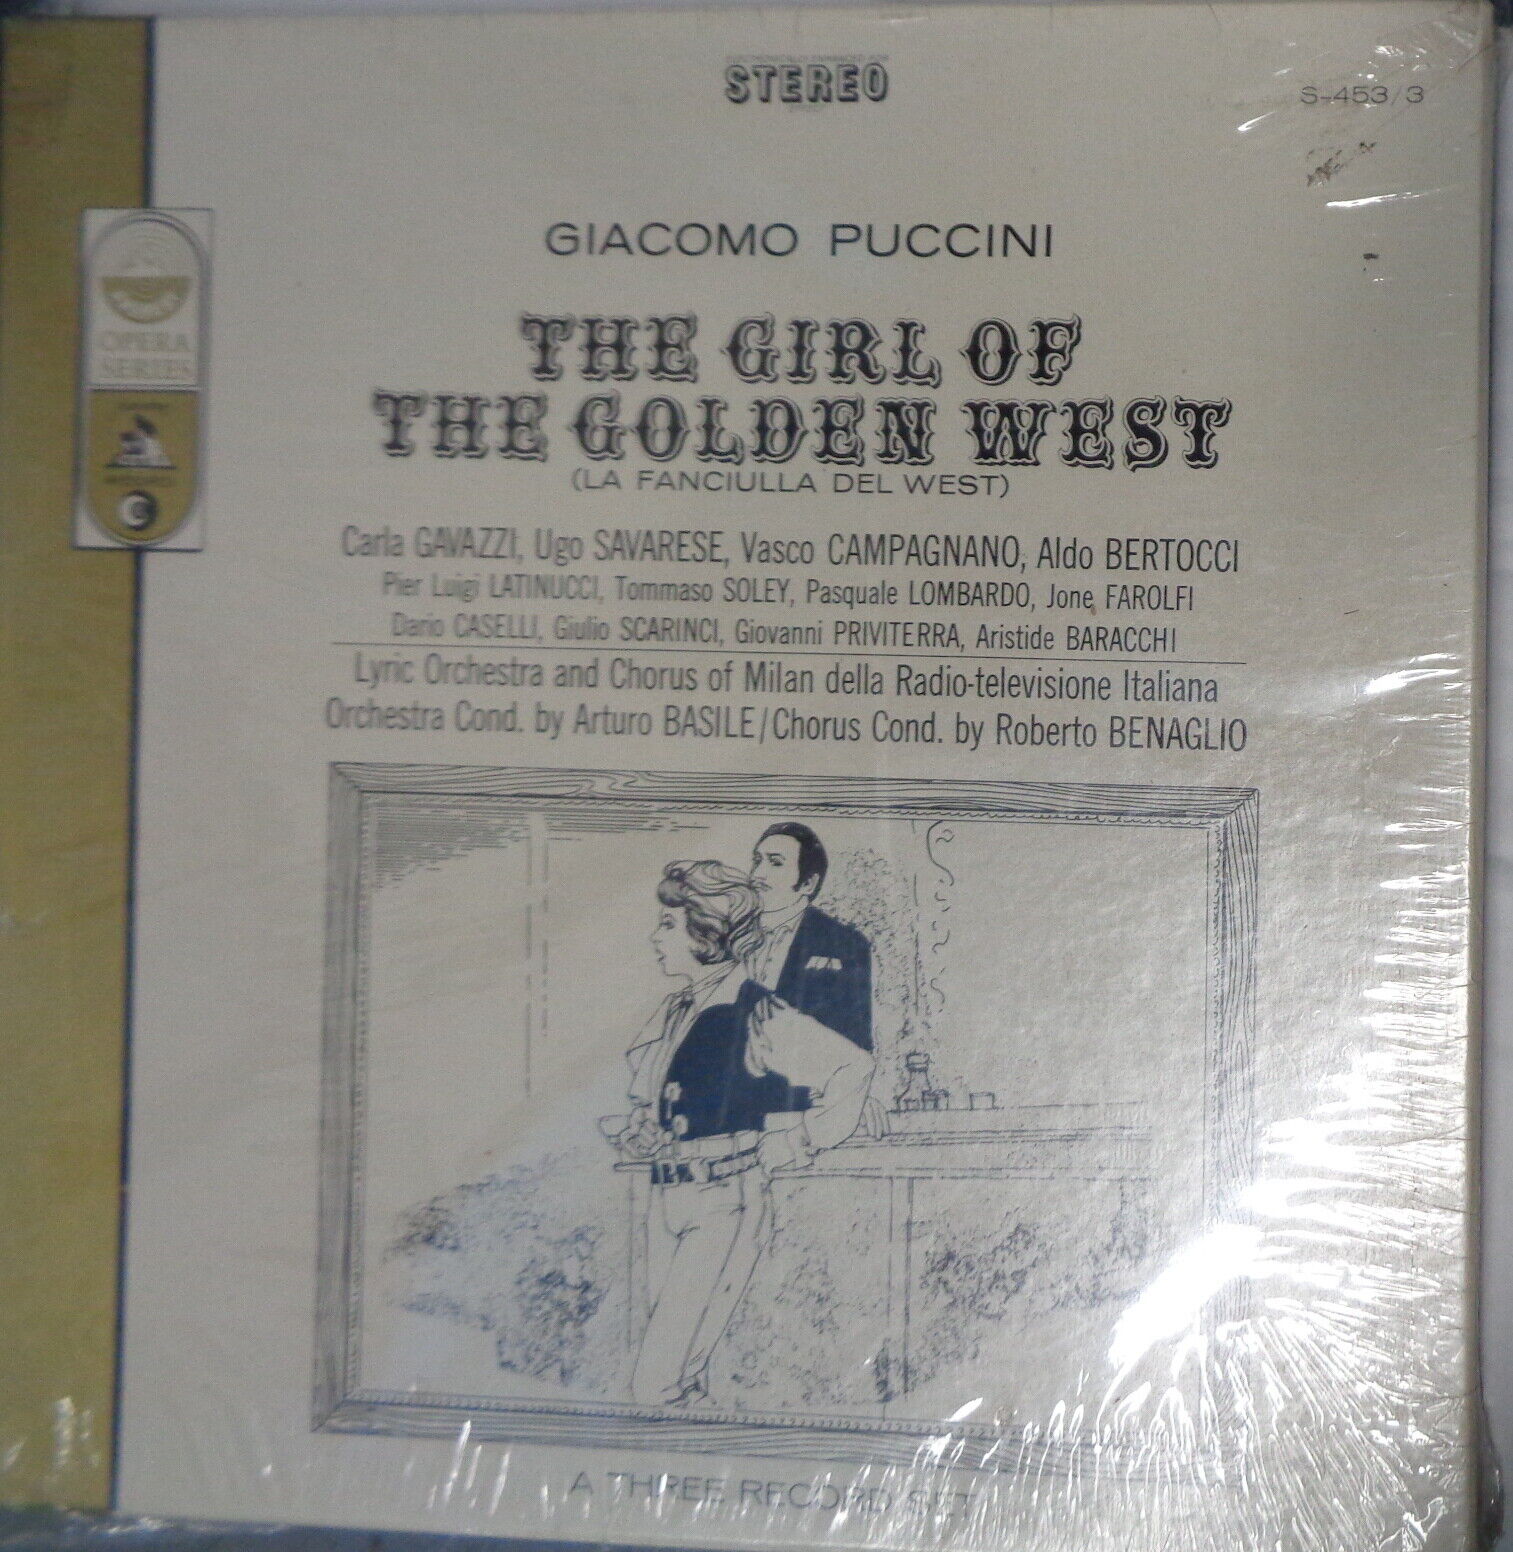 STEREO
S-453/3
GIACOMO PUCCINI
THE GIRL OF
THE GOLDEN WEST
(LA FANCIULLA DEL WEST)
OPERA
SERIES
Carla GAVAZZI, Ugo SAVARESE, Vasco CAMPAGNANO, Aldo BERTOCCI
Pier Luigi LATINUCCI, Tommaso SOLEY, Pasquale LOMBARDO, Jone FAROLFI
Dario CASELLI, Giulio SCARINCI, Giovanni PRIVITERRA, Aristide BARACCHI
Lyric Orchestra and Chorus of Milan della Radio-televisione Italiana
Orchestra Cond. by Arturo BASILE/Chorus Cond. by Roberto BENAGLIO
A THREE RECORD SET